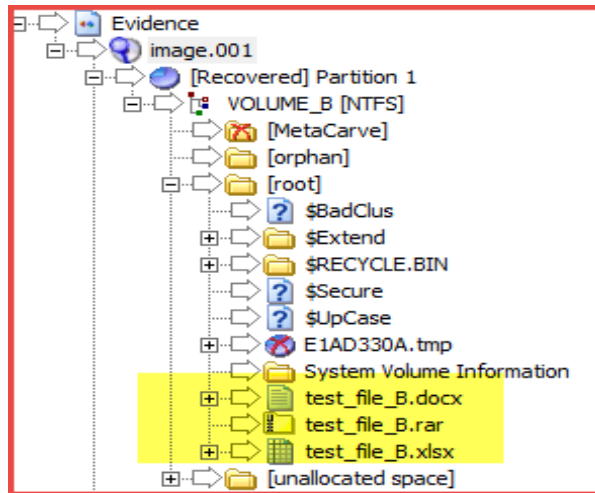 Evidence
image.001
[Recovered] Partition 1
VOLUME_B [NTFS]
[MetaCarve]
[orphan]
[root]
$BadClus
$Extend
$RECYCLE.BIN
$Secure
$UpCase
E1AD330A.tmp
System Volume Information
test_file_B.docx
test_file_B.rar
test_file_B.xlsx
[unallocated space]